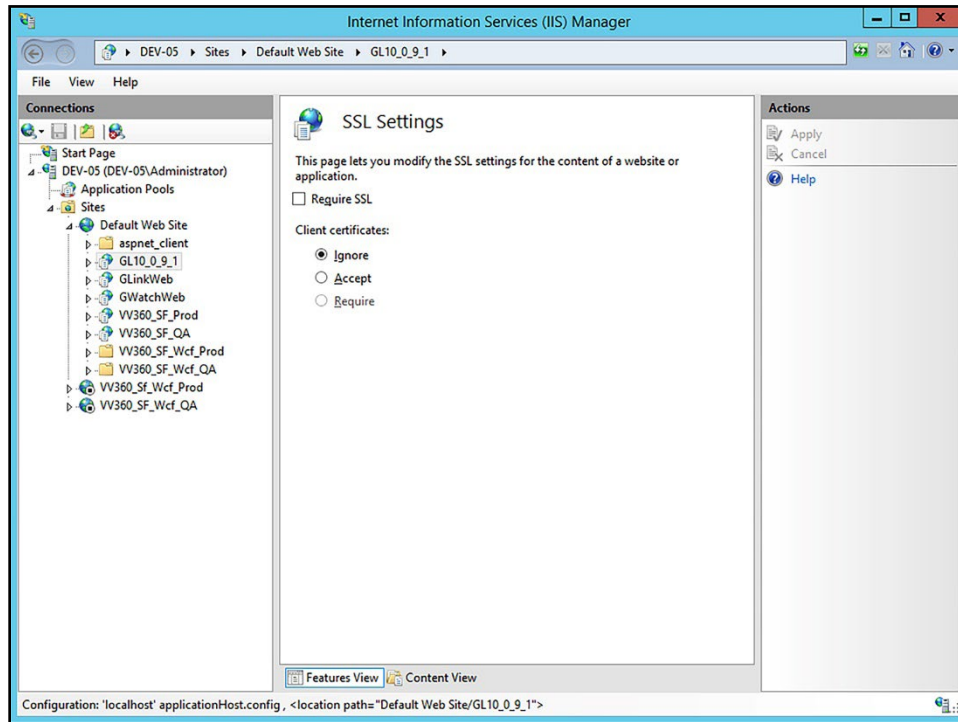 Internet Information Services (IIS) Manager
DEV-05 Sites Default Web Site GL10_0_9_1
File View Help
Connections
Start Page
DEV-05 (DEV-05\Administrator)
Application Pools
Sites
Default Web Site
aspnet_client
GL10_0_9_1
GLinkWeb
GWatchWeb
VV360_SF_Prod
VV360_SF_QA
VV360_SF_Wcf_Prod
VV360_SF_Wcf_QA
VV360_Sf_Wcf_Prod
VV360_SF_Wcf_QA
SSL Settings
This page lets you modify the SSL settings for the content of a website or
application.
Require SSL
Client certificates:
Ignore
Accept
Require
Features View Content View
Actions
Apply
Cancel
Help
Configuration: 'localhost' applicationHost.config , <location path="Default Web Site/GL10_0_9_1">